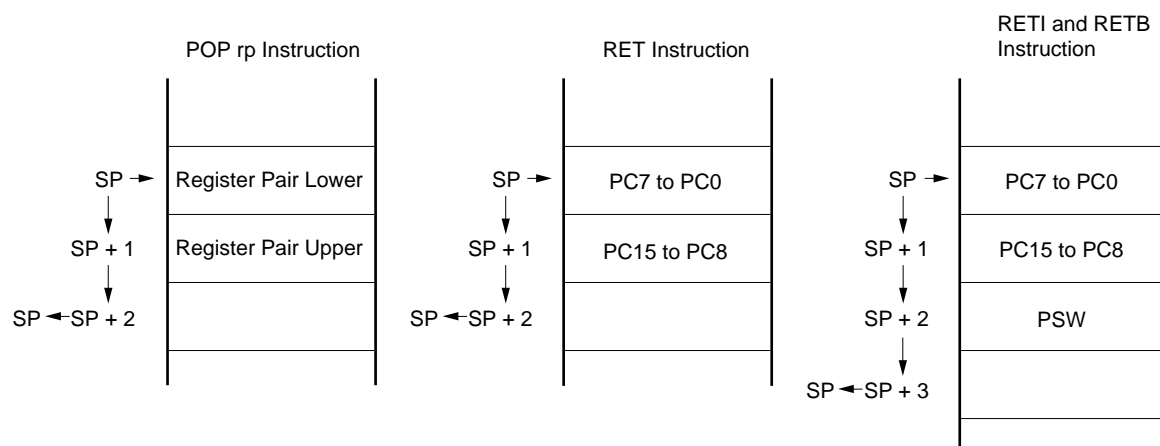 POP rp Instruction
SP
Register Pair Lower
SP + 1
Register Pair Upper
SP
SP + 2
RET Instruction
SP
PC7 to PC0
SP + 1
PC15 to PC8
SP
SP + 2
RETI and RETB
Instruction
SP
PC7 to PC0
SP + 1
PC15 to PC8
SP + 2
PSW
SP
SP + 3